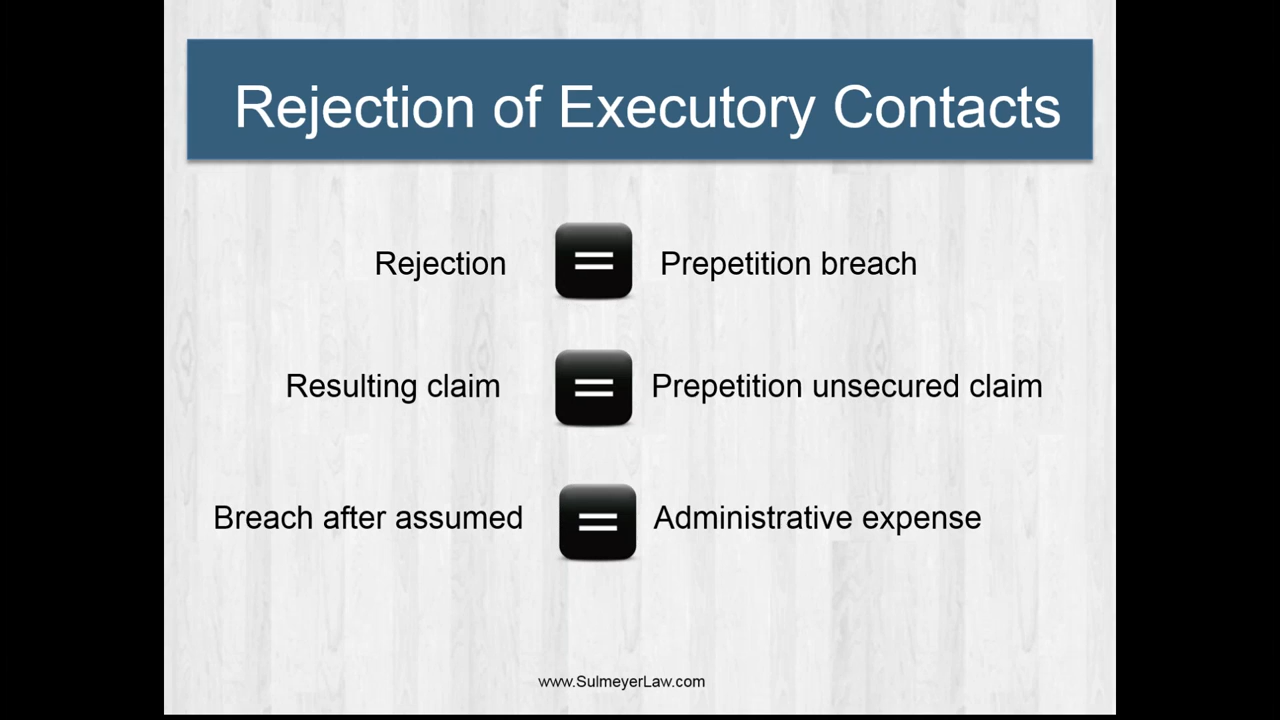 Rejection of Executory Contacts
Rejection = Prepetition breach
Resulting claim = Prepetition unsecured claim
Breach after assumed = Administrative expense
www.SulmeyerLaw.com